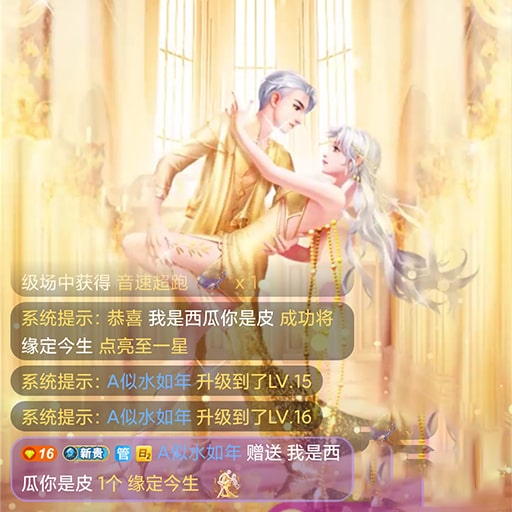 级场中获得 音速超跑 x 1
系统提示：恭喜 我是西瓜你是皮 成功将
缘定今生 点亮至一星
系统提示：A似水如年 升级到了LV.15
系统提示：A似水如年 升级到了LV.16
16 新贵 管 日2 A似水如年 赠送 我是西
瓜你是皮 1个 缘定今生